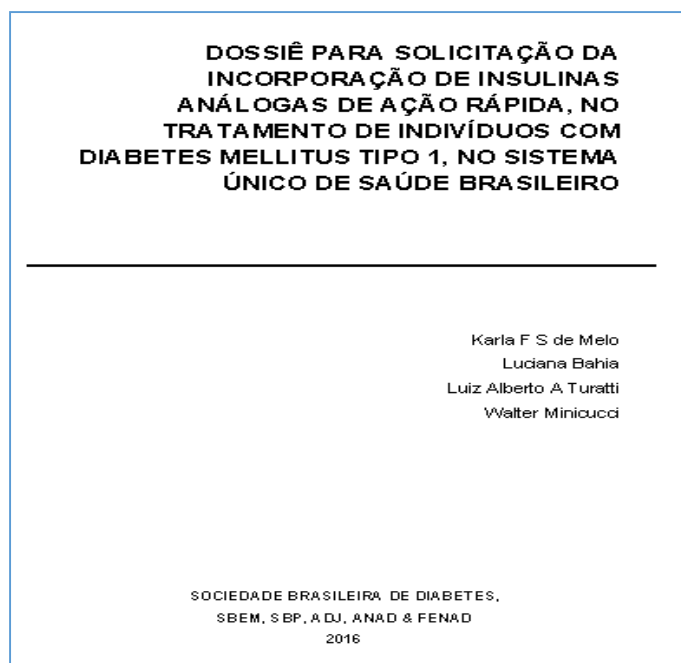 DOSSIÊ PARA SOLICITAÇÃO DA
INCORPORAÇÃO DE INSULINAS
ANÁLOGAS DE AÇÃO RÁPIDA, NO
TRATAMENTO DE INDIVÍDUOS COM
DIABETES MELLITUS TIPO 1, NO SISTEMA
ÚNICO DE SAÚDE BRASILEIRO
Karla F S de Melo
Luciana Bahia
Luiz Alberto A Turatti
Walter Minicucci
SOCIEDADE BRASILEIRA DE DIABETES,
SBEM, SBP, ADJ, ANAD & FENAD
2016